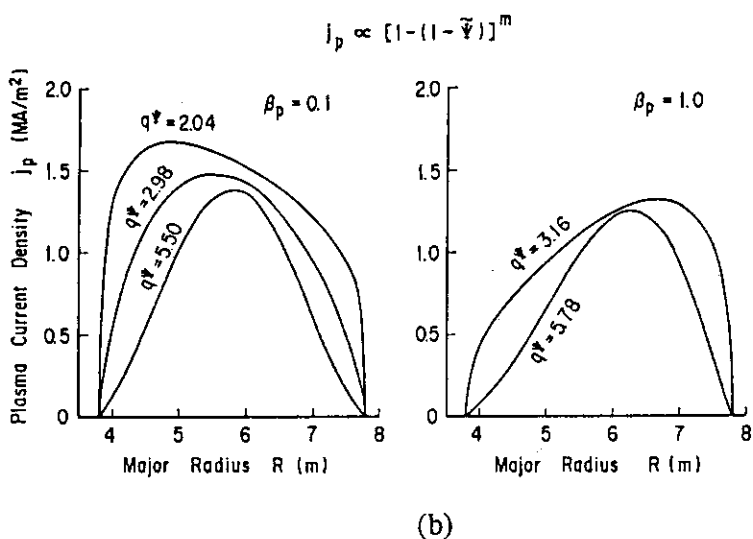 j_p ∝ [1-(1-Ψ̃)]^m
Plasma Current Density j_p (MA/m²)
2.0
1.5
1.0
0.5
0
β_p = 0.1
q^Ψ=2.04
q^Ψ=2.98
q^Ψ=5.50
4 5 6 7 8
Major Radius R (m)
2.0
1.5
1.0
0.5
0
β_p = 1.0
q^Ψ=3.16
q^Ψ=5.78
4 5 6 7 8
Major Radius R (m)
(b)